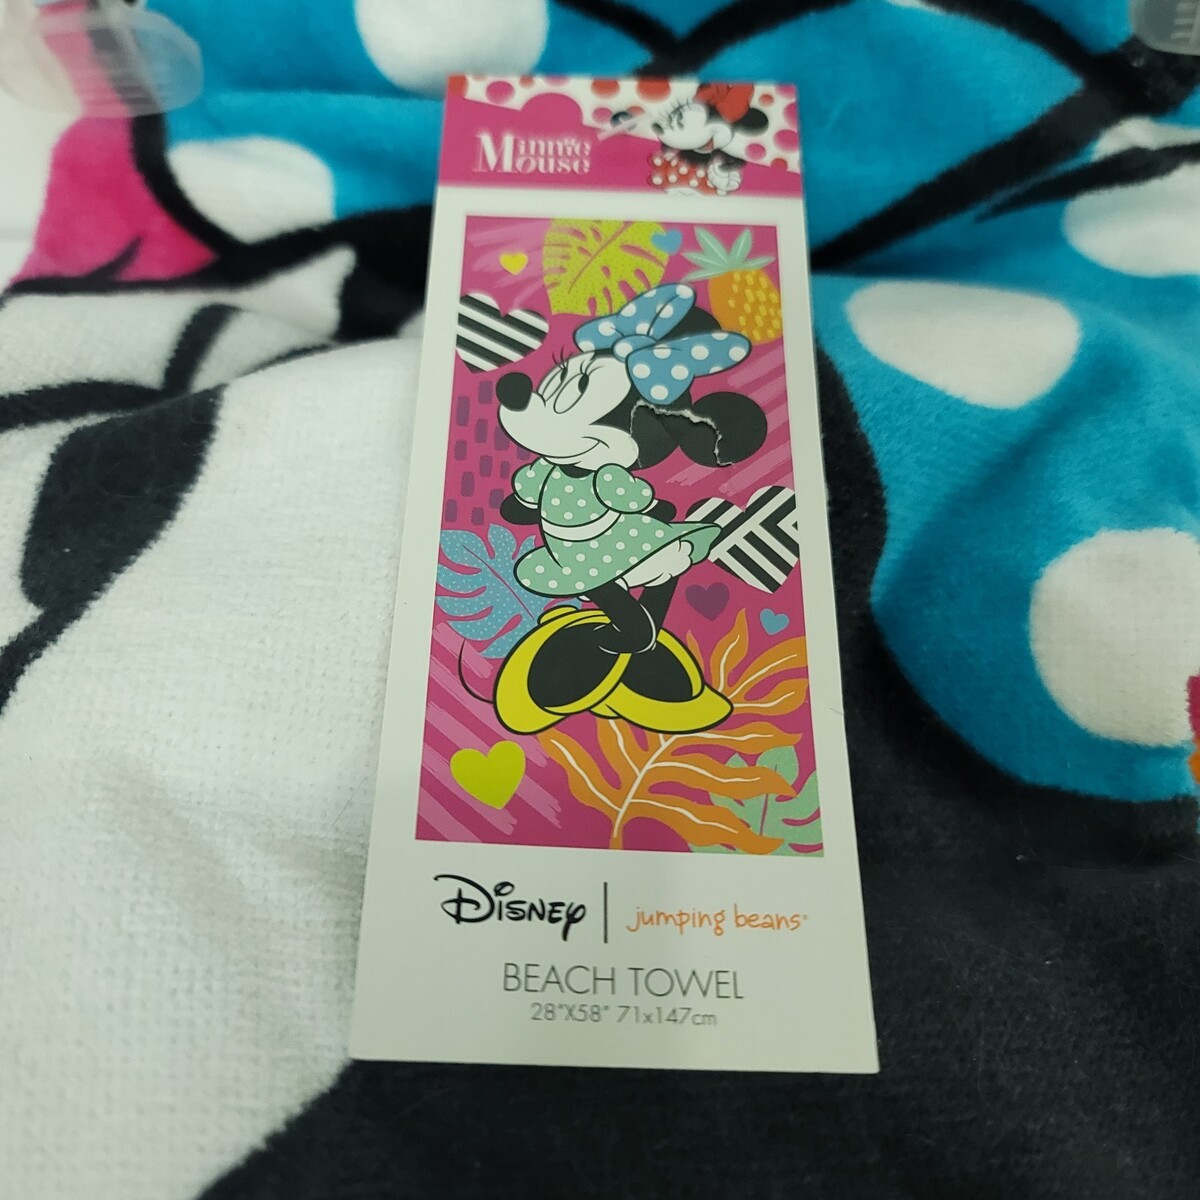 Minnie
Mouse
Disney | jumping beans®
BEACH TOWEL
28"X58" 71x147cm